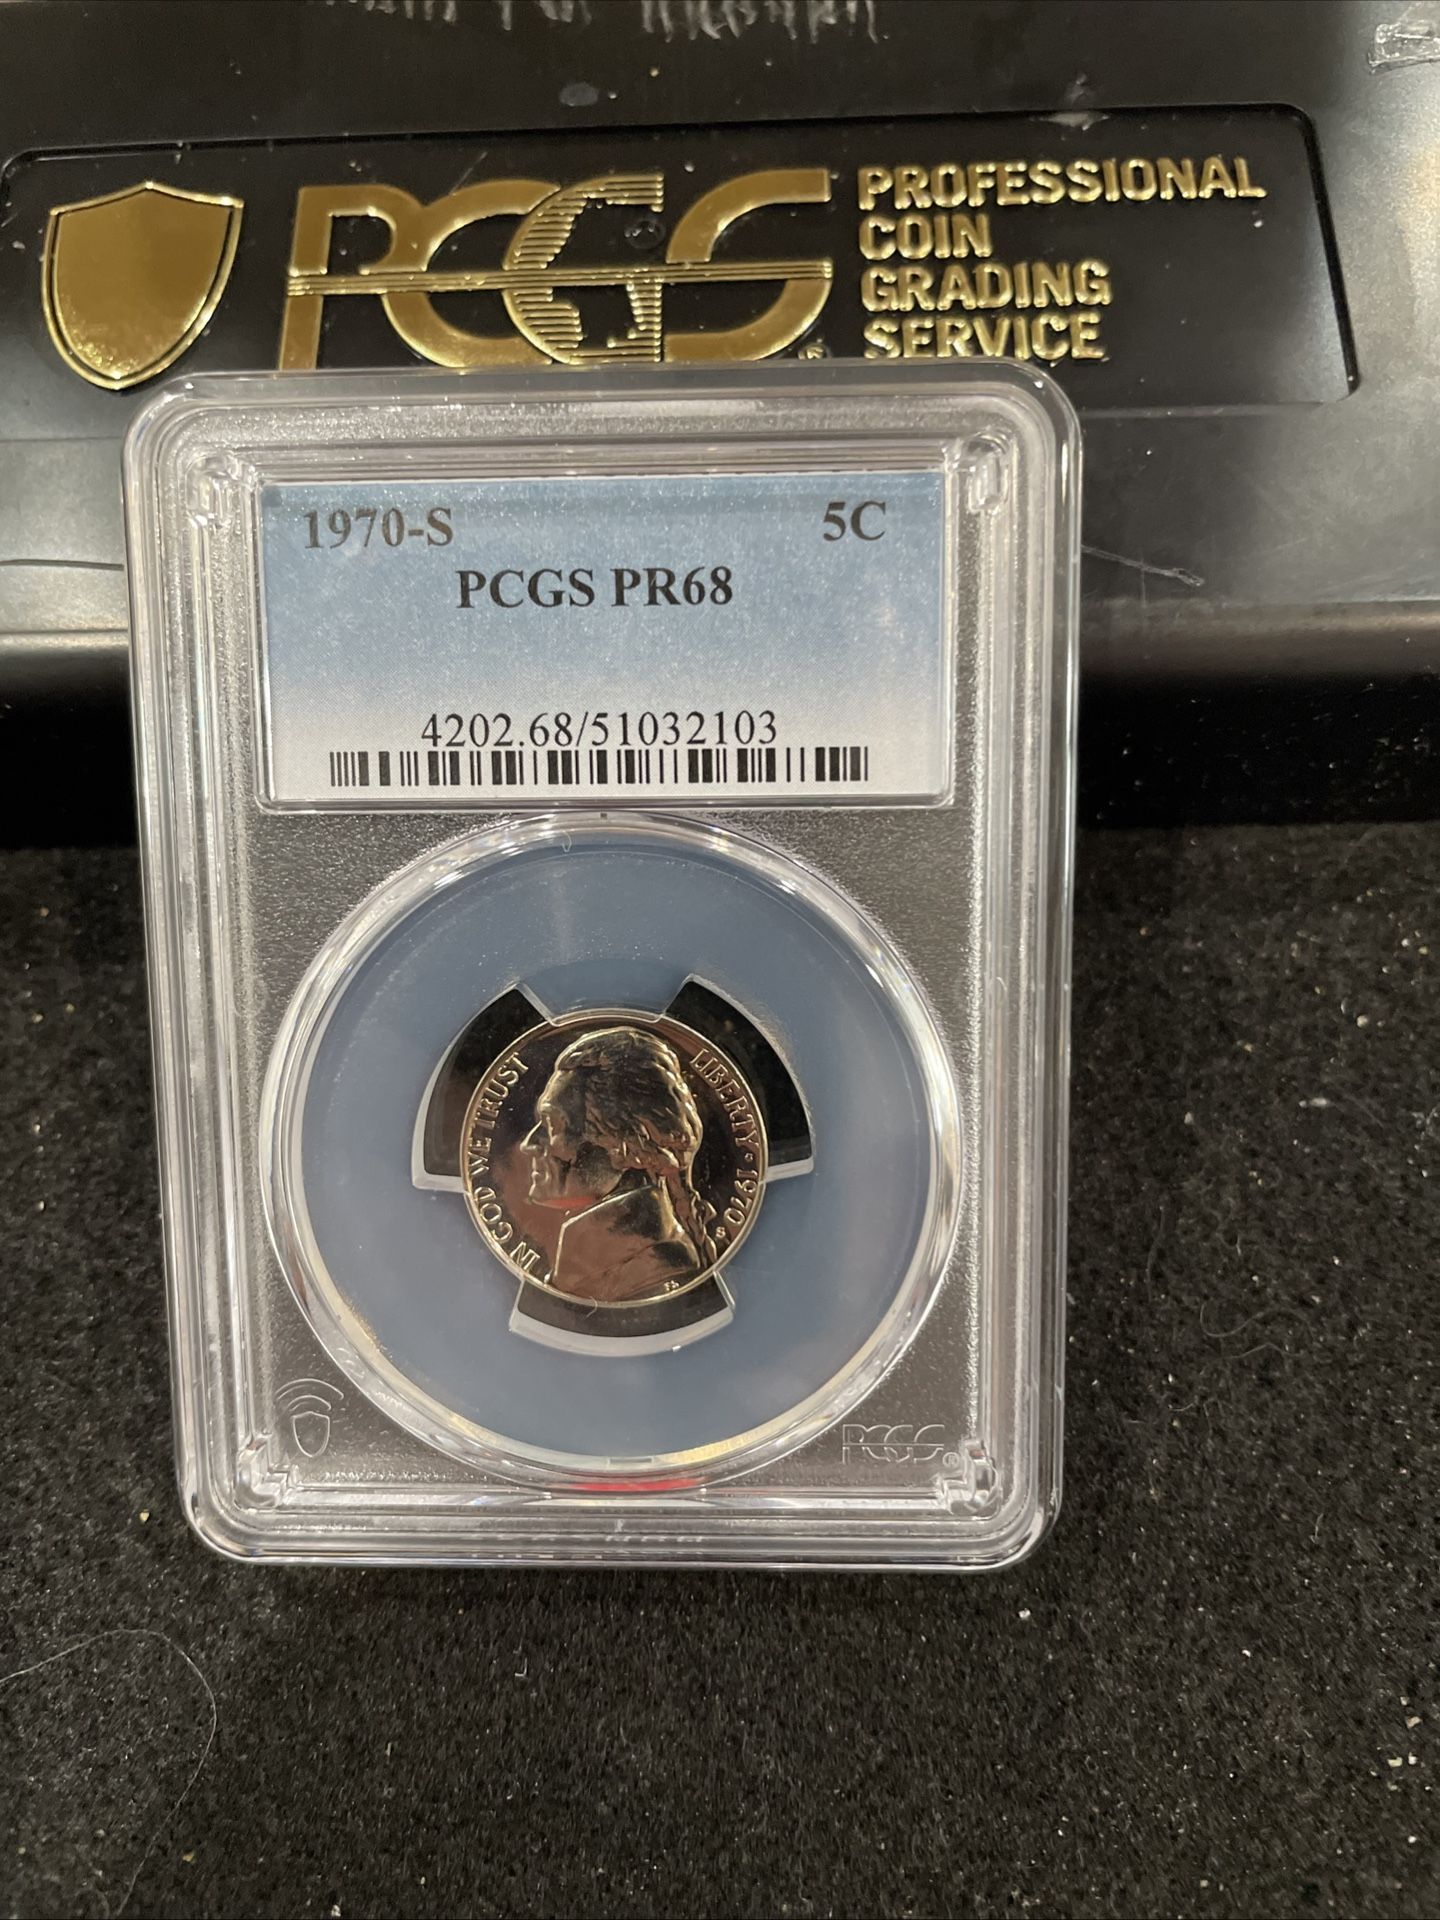 PCGS
PROFESSIONAL
COIN
GRADING
SERVICE
1970-S 5C
PCGS PR68
4202.68/51032103
IN GOD WE TRUST
LIBERTY * 1970
S
FS
PCGS®